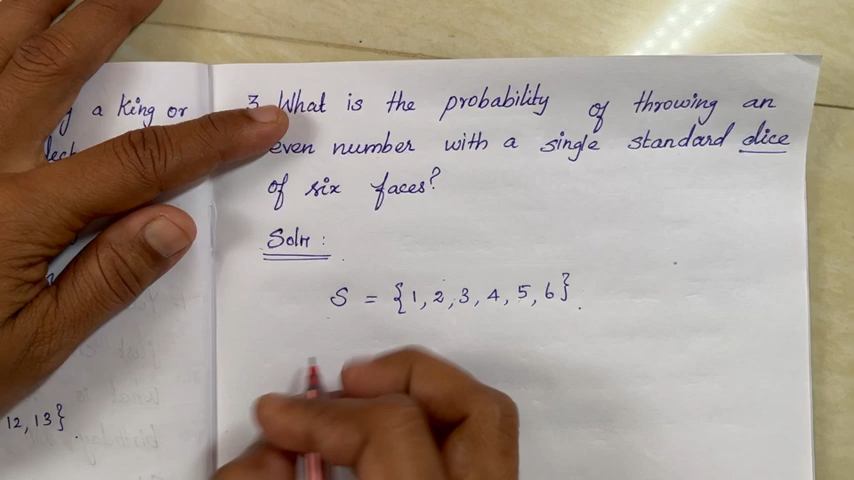 a King or
3. What is the probability of throwing an
even number with a single standard dice
of six faces?
Soln :
S = {1, 2, 3, 4, 5, 6}.
12, 13}